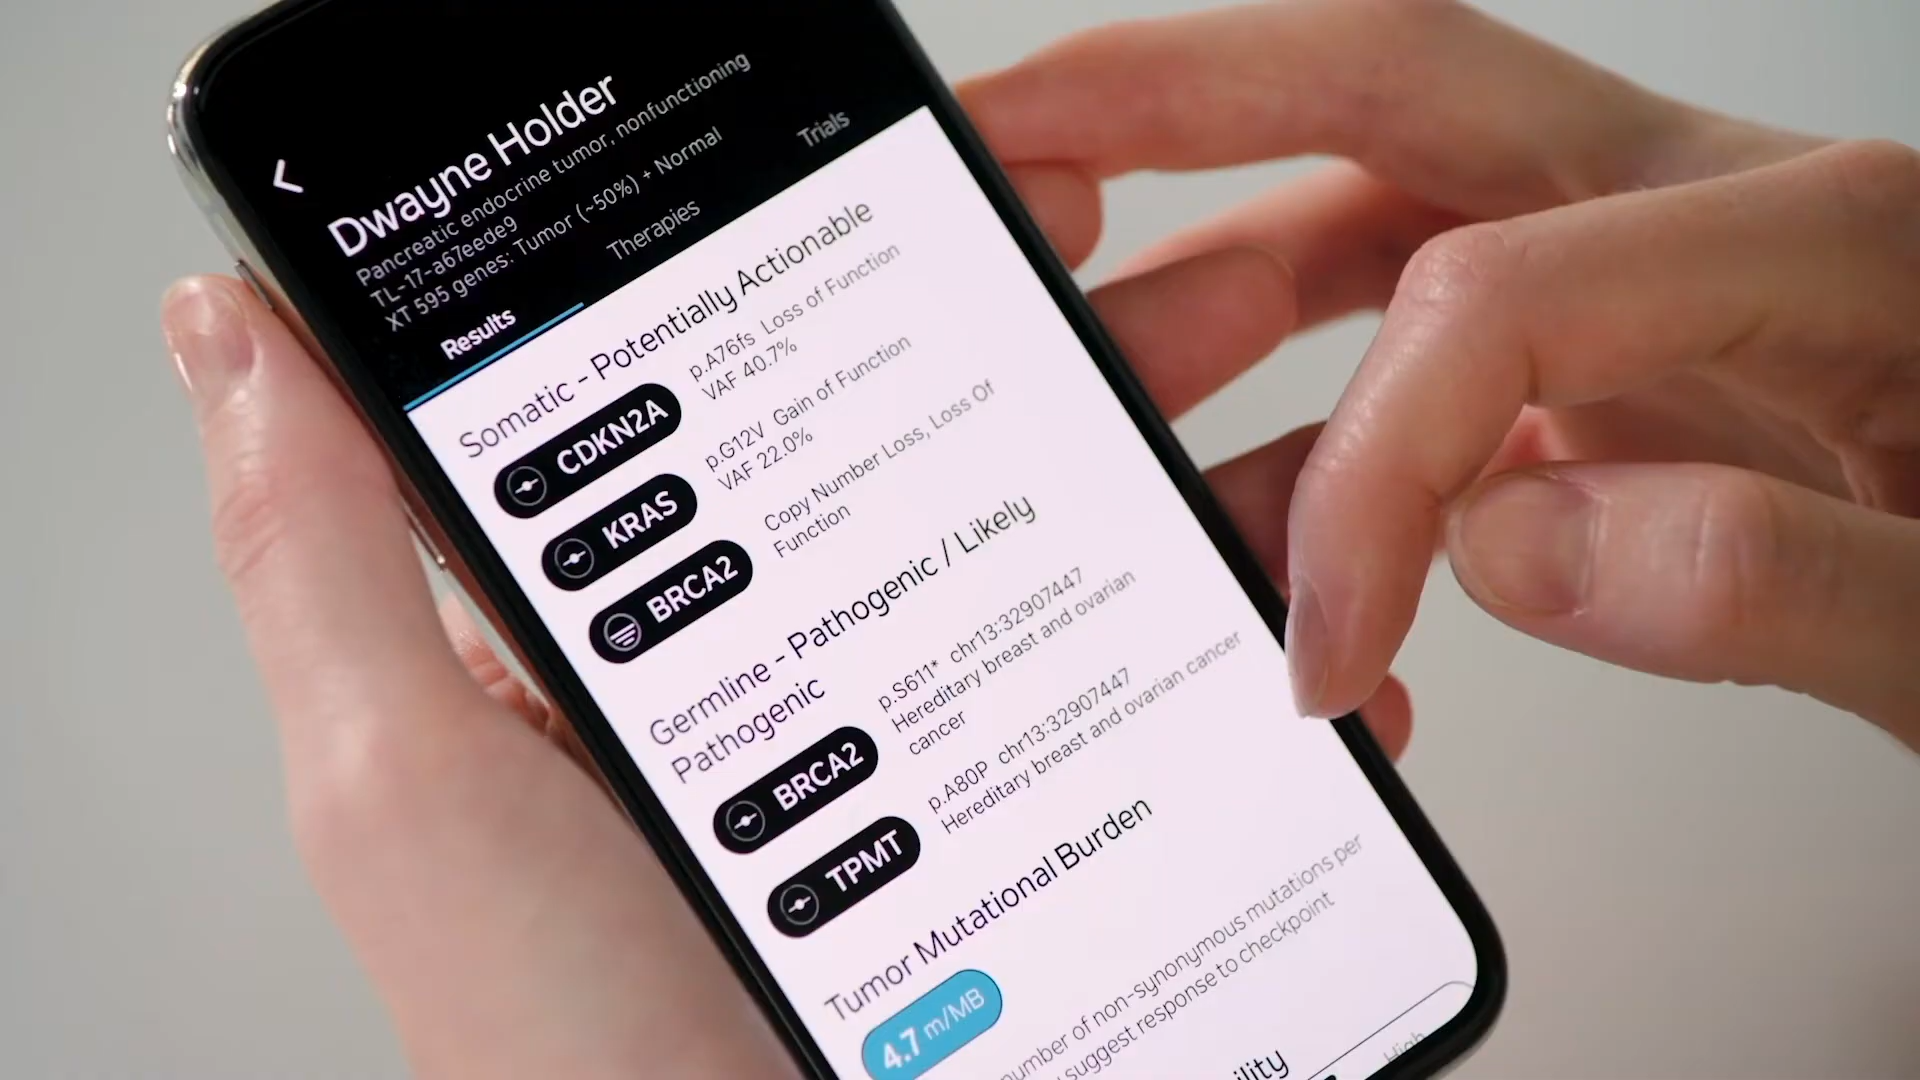 Dwayne Holder
Pancreatic endocrine tumor, nonfunctioning
TL-17-a67eede9
XT 595 genes: Tumor (~50%) + Normal
Results
Therapies
Trials
Somatic - Potentially Actionable
CDKN2A
p.A76fs Loss of Function
VAF 40.7%
KRAS
p.G12V Gain of Function
VAF 22.0%
BRCA2
Copy Number Loss, Loss Of
Function
Germline - Pathogenic / Likely
Pathogenic
BRCA2
p.S611* chr13:32907447
Hereditary breast and ovarian
cancer
TPMT
p.A80P chr13:32907447
Hereditary breast and ovarian cancer
Tumor Mutational Burden
4.7 m/MB
number of non-synonymous mutations per
suggest response to checkpoint
High